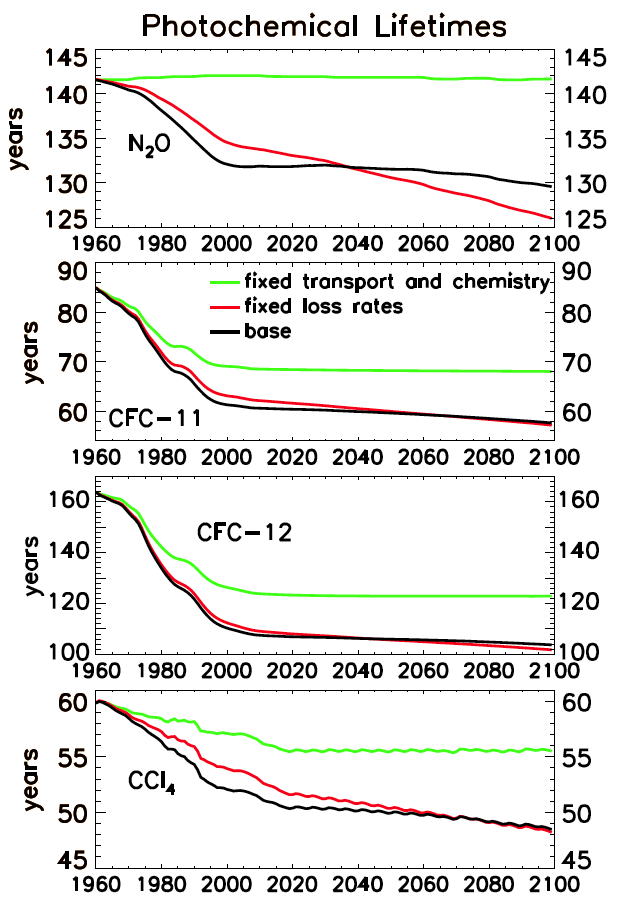 Photochemical Lifetimes
145 145
140 140
135 135
130 130
125 125
years
N2O
1960 1980 2000 2020 2040 2060 2080 2100
90 90
80 80
70 70
60 60
years
fixed transport and chemistry
fixed loss rates
base
CFC-11
1960 1980 2000 2020 2040 2060 2080 2100
160 160
140 140
120 120
100 100
years
CFC-12
1960 1980 2000 2020 2040 2060 2080 2100
60 60
55 55
50 50
45 45
years
CCl4
1960 1980 2000 2020 2040 2060 2080 2100